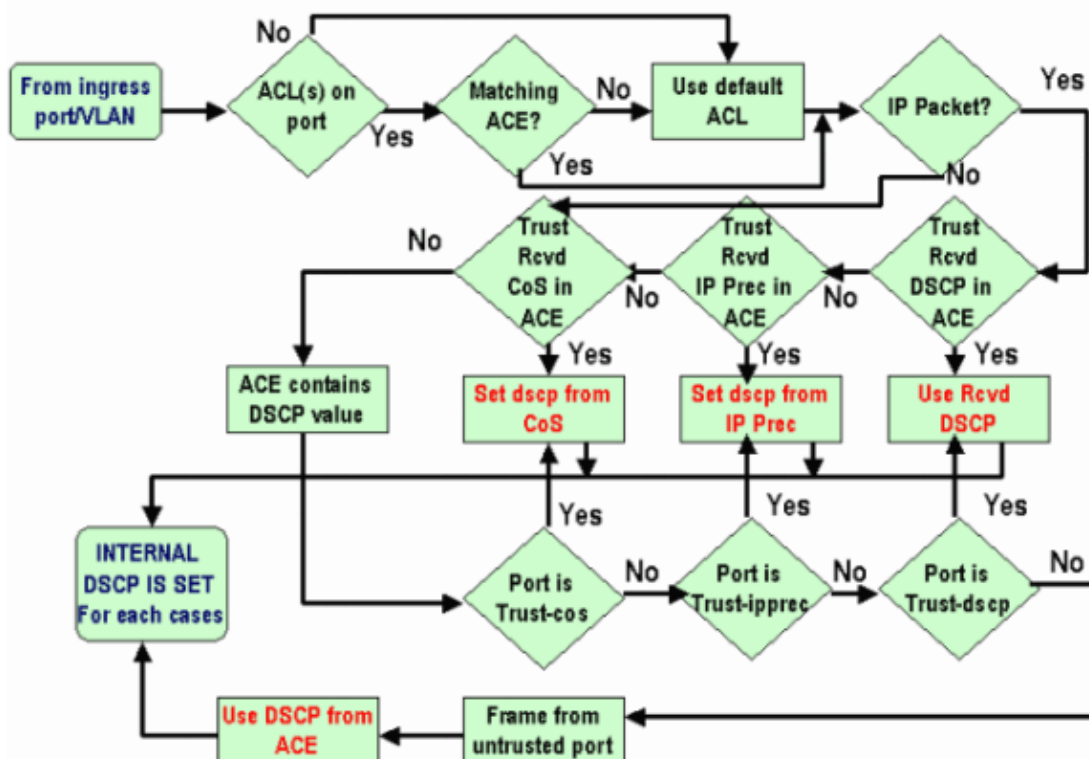 No
From ingress
port/VLAN
ACL(s) on
port
Yes
Matching
ACE?
No
Yes
Use default
ACL
IP Packet?
Yes
No
Trust
Rcvd
DSCP in
ACE
No
Yes
Trust
Rcvd
IP Prec in
ACE
No
Yes
Trust
Rcvd
CoS in
ACE
No
Yes
ACE contains
DSCP value
Set dscp from
CoS
Set dscp from
IP Prec
Use Rcvd
DSCP
INTERNAL
DSCP IS SET
For each cases
Port is
Trust-cos
Yes
No
Port is
Trust-ipprec
Yes
No
Port is
Trust-dscp
Yes
No
Use DSCP from
ACE
Frame from
untrusted port